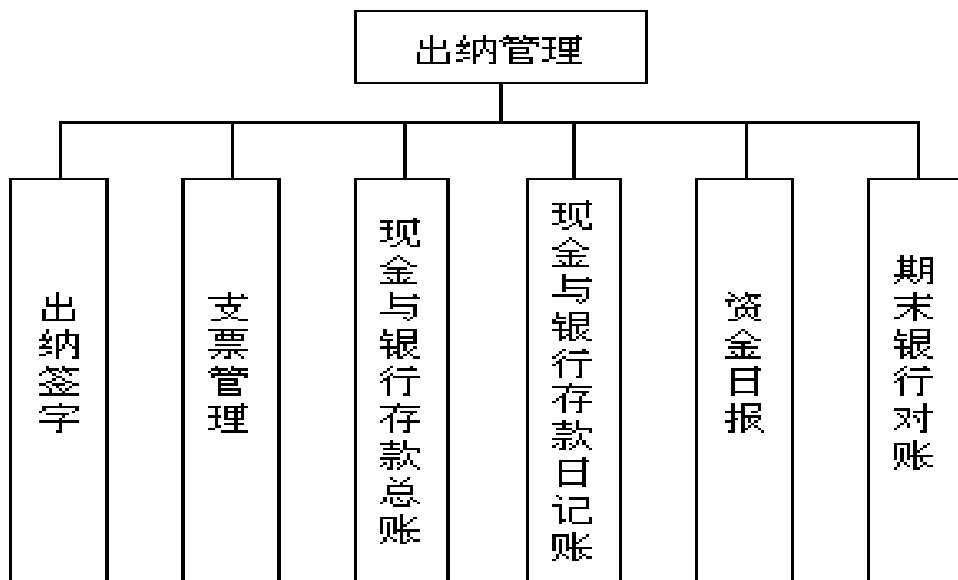 出纳管理
出纳签字
支票管理
现金与银行存款总账
现金与银行存款日记账
资金日报
期末银行对账